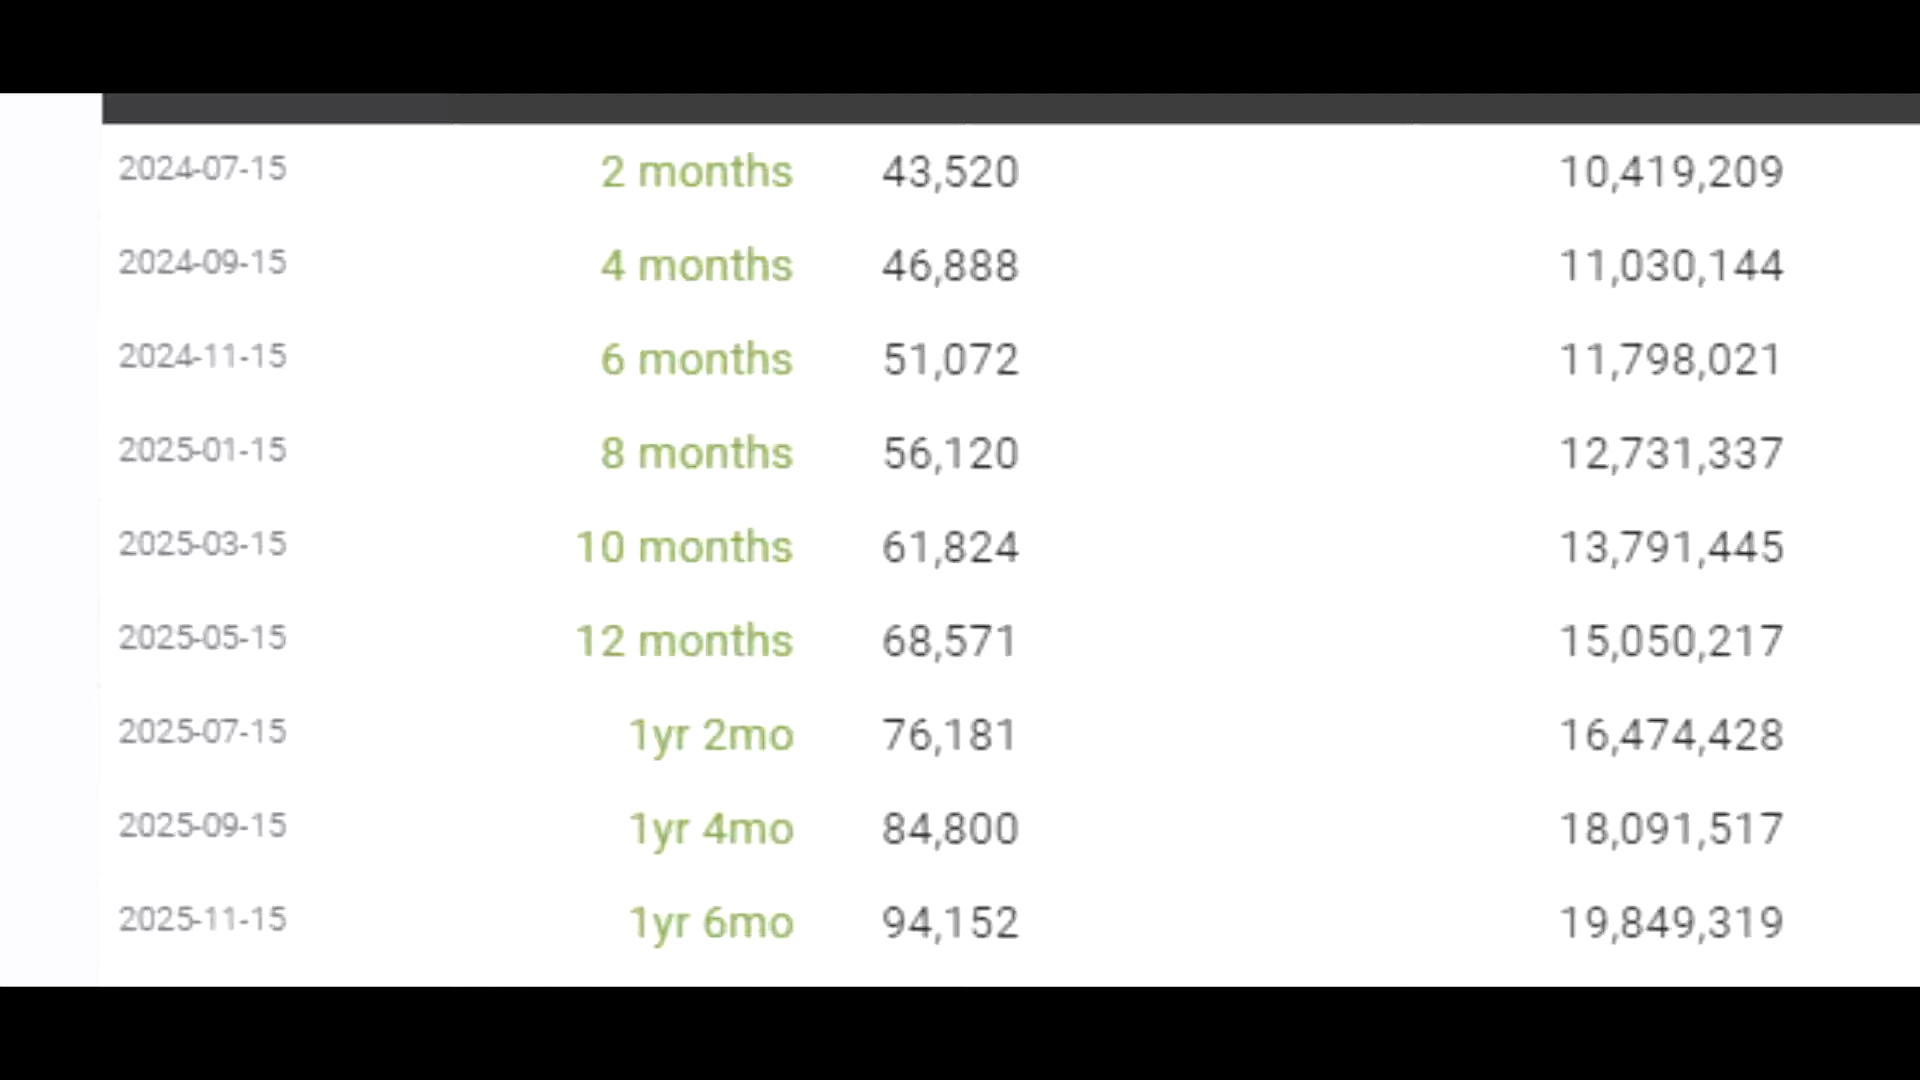 2024-07-15 2 months 43,520 10,419,209
2024-09-15 4 months 46,888 11,030,144
2024-11-15 6 months 51,072 11,798,021
2025-01-15 8 months 56,120 12,731,337
2025-03-15 10 months 61,824 13,791,445
2025-05-15 12 months 68,571 15,050,217
2025-07-15 1yr 2mo 76,181 16,474,428
2025-09-15 1yr 4mo 84,800 18,091,517
2025-11-15 1yr 6mo 94,152 19,849,319